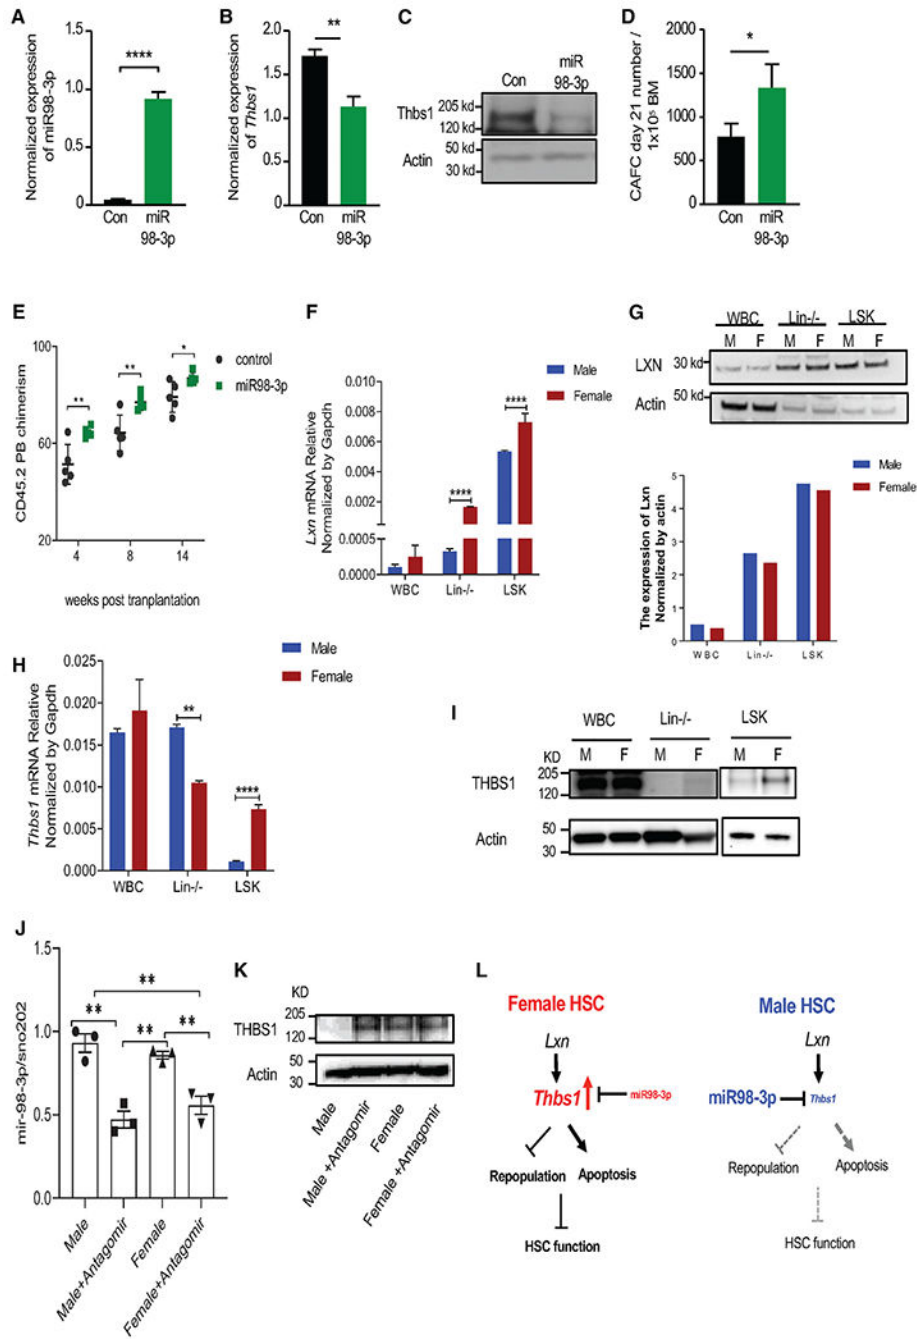 A
Normalized expression
of miR98-3p
1.5
1.0
0.5
0
****
Con
miR
98-3p
B
Normalized expression
of Thbs1
2.0
1.5
1.0
0.5
0
**
Con
miR
98-3p
C
Con
miR
98-3p
Thbs1
205 kd
120 kd
Actin
50 kd
30 kd
D
CAFC day 21 number /
1x10⁵ BM
2000
1500
1000
500
0
*
Con
miR
98-3p
E
CD45.2 PB chimerism
100
60
20
**
**
*
4
8
14
weeks post tranplantation
control
miR98-3p
F
Lxn mRNA Relative
Normalized by Gapdh
0.010
0.008
0.006
0.004
0.002
0.0005
0.0000
****
****
WBC
Lin-/-
LSK
Male
Female
G
WBC
Lin-/-
LSK
M
F
M
F
M
F
LXN
30 kd
Actin
50 kd
The expression of Lxn
Normalized by actin
5
4
3
2
1
0
WBC
Lin-/-
LSK
Male
Female
H
Thbs1 mRNA Relative
Normalized by Gapdh
0.025
0.020
0.015
0.010
0.005
0.000
**
****
WBC
Lin-/-
LSK
Male
Female
I
WBC
Lin-/-
LSK
KD
M
F
M
F
M
F
THBS1
205
120
Actin
50
30
J
mir-98-3p/sno202
1.5
1.0
0.5
0.0
**
**
**
**
Male
Male+Antagomir
Female
Female+Antagomir
K
KD
THBS1
205
120
Actin
50
30
Male
Male +Antagomir
Female
Female +Antagomir
L
Female HSC
Lxn
Thbs1
miR98-3p
Repopulation
Apoptosis
HSC function
Male HSC
Lxn
miR98-3p
Thbs1
Repopulation
Apoptosis
HSC function